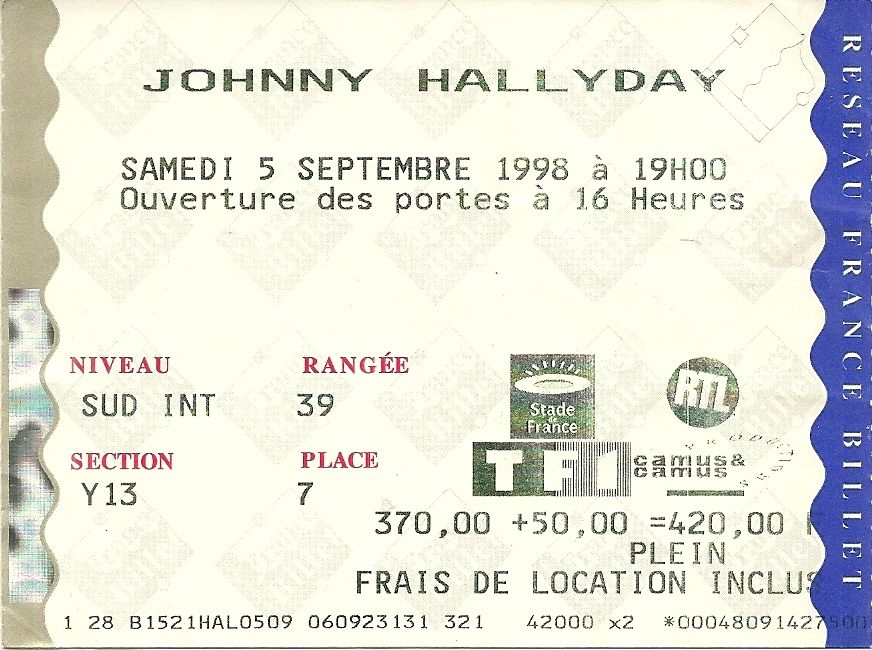 JOHNNY HALLYDAY
SAMEDI 5 SEPTEMBRE 1998 à 19H00
Ouverture des portes à 16 Heures
NIVEAU RANGÉE
SUD INT 39
SECTION PLACE
Y13 7
Stade de France
RTL
TF1
camus&
camus
370,00 +50,00 =420,00 F
PLEIN
FRAIS DE LOCATION INCLUS
1 28 B1521HAL0509 060923131 321 42000 x2 *00048091427500
RESEAU FRANCE BILLET